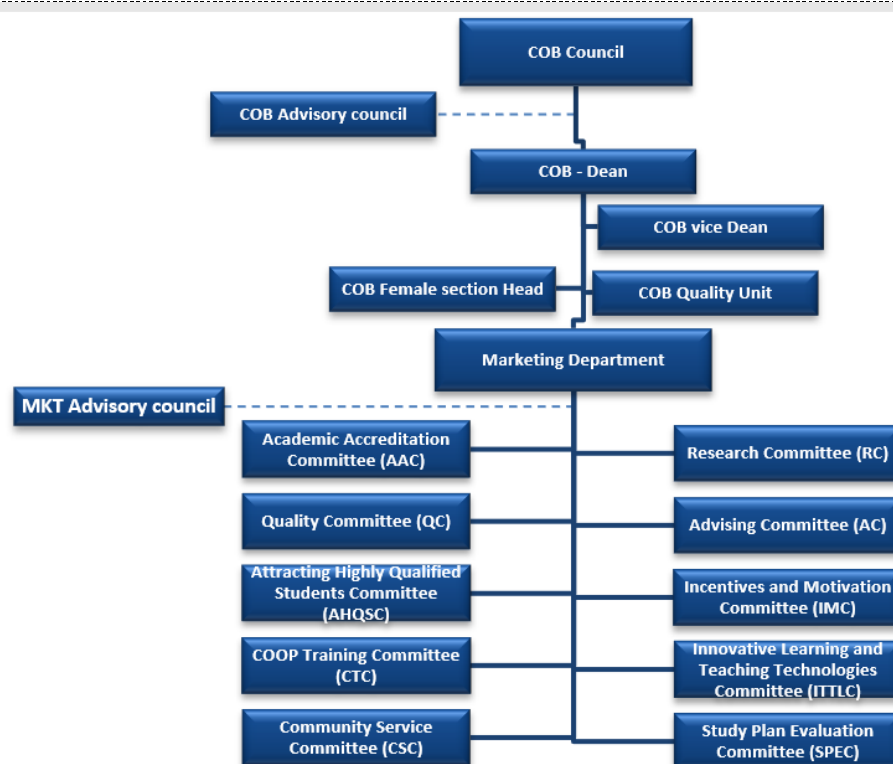 COB Council
COB Advisory council
COB - Dean
COB vice Dean
COB Female section Head
COB Quality Unit
Marketing Department
MKT Advisory council
Academic Accreditation
Committee (AAC)
Research Committee (RC)
Quality Committee (QC)
Advising Committee (AC)
Attracting Highly Qualified
Students Committee
(AHQSC)
Incentives and Motivation
Committee (IMC)
COOP Training Committee
(CTC)
Innovative Learning and
Teaching Technologies
Committee (ITTLC)
Community Service
Committee (CSC)
Study Plan Evaluation
Committee (SPEC)